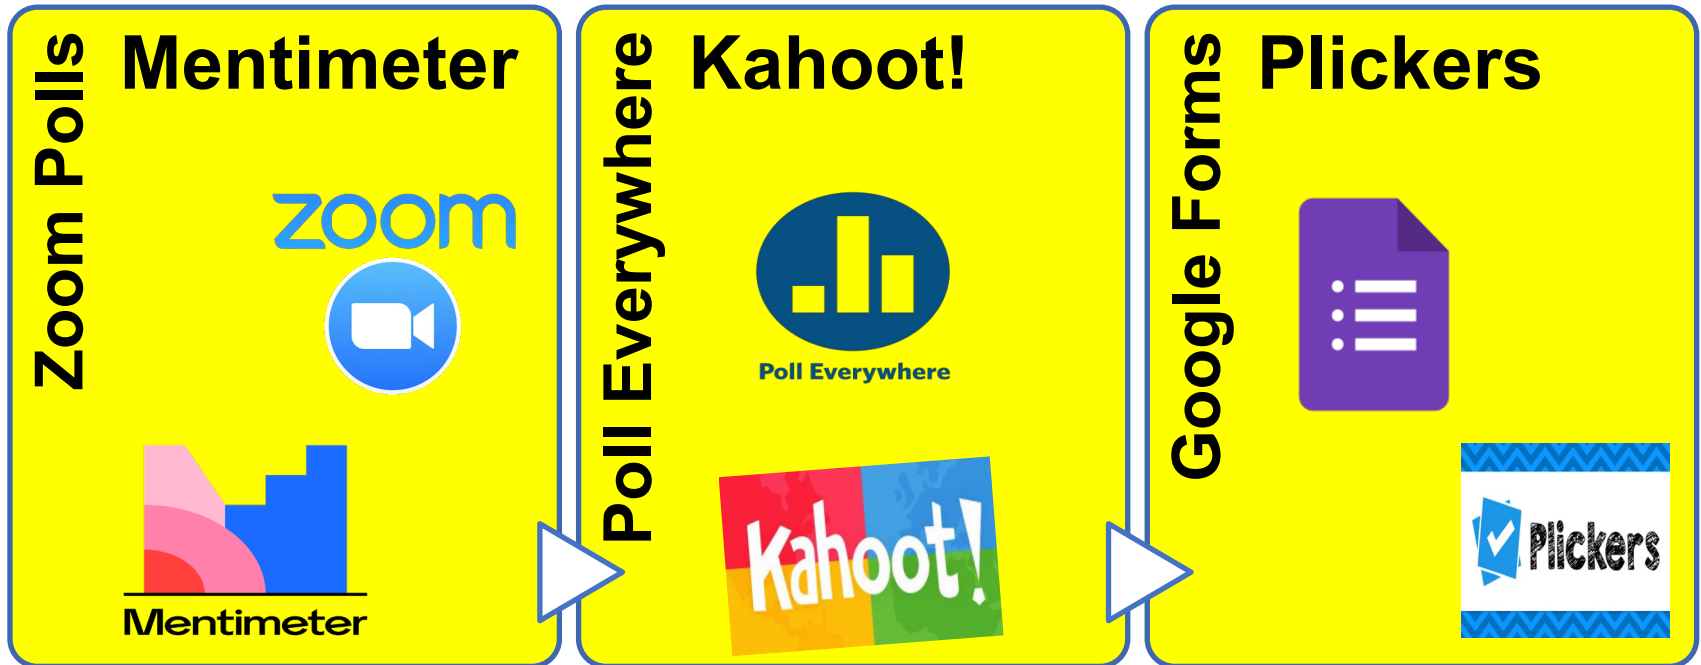 Zoom Polls
Mentimeter
zoom
Mentimeter
Poll Everywhere
Kahoot!
Poll Everywhere
Kahoot!
Google Forms
Plickers
Plickers